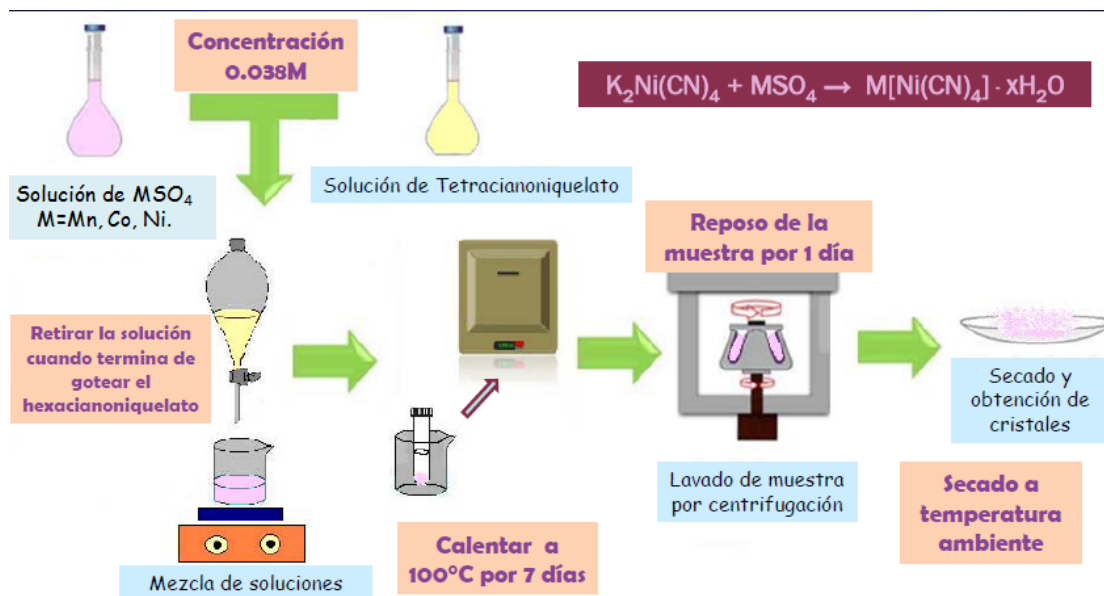 Concentración
0.038M
K₂Ni(CN)₄ + MSO₄ → M[Ni(CN)₄] · xH₂O
Solución de MSO₄
M=Mn, Co, Ni.
Solución de Tetracianoniquelato
Retirar la solución
cuando termina de
gotear el
hexacianoniquelato
Mezcla de soluciones
Calentar a
100°C por 7 días
Reposo de la
muestra por 1 día
Lavado de muestra
por centrifugación
Secado y
obtención de
cristales
Secado a
temperatura
ambiente